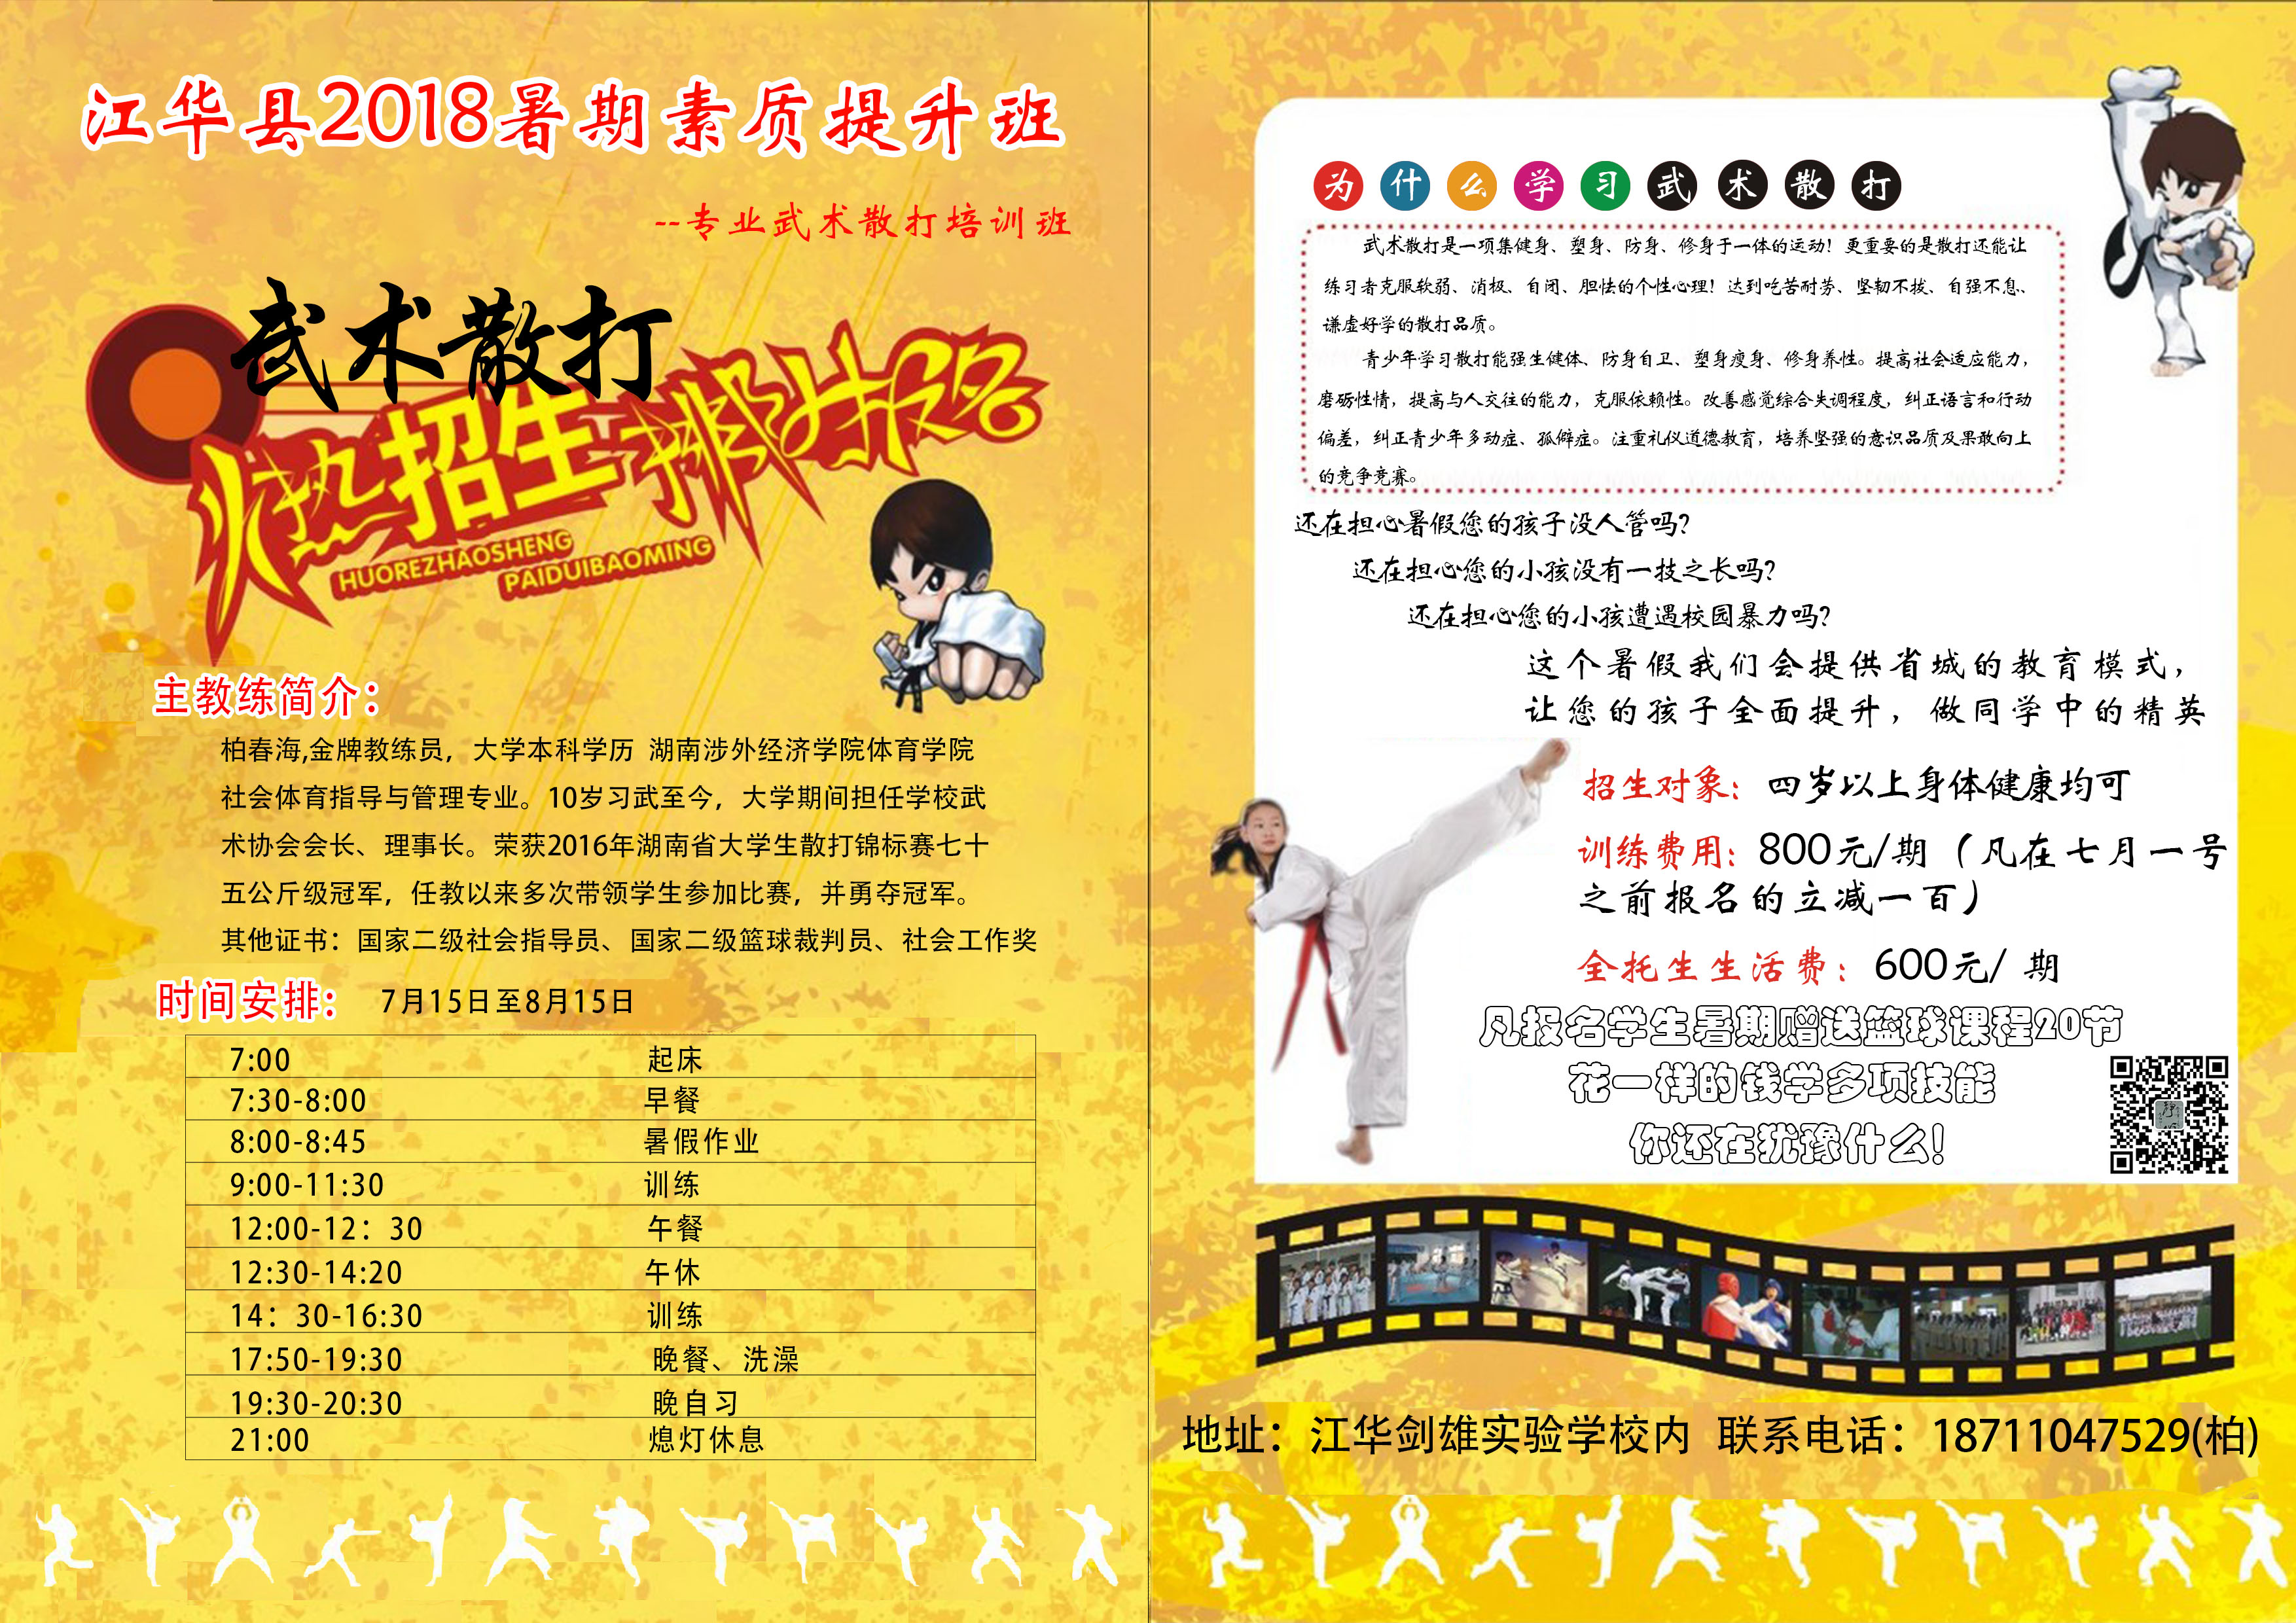 江华县2018暑期素质提升班
--专业武术散打培训班
武术散打
火热招生 排队报名
HUOREZHAOSHENG
PAIDUIBAOMING
主教练简介：
柏春海,金牌教练员，大学本科学历 湖南涉外经济学院体育学院
社会体育指导与管理专业。10岁习武至今，大学期间担任学校武
术协会会长、理事长。荣获2016年湖南省大学生散打锦标赛七十
五公斤级冠军，任教以来多次带领学生参加比赛，并勇夺冠军。
其他证书：国家二级社会指导员、国家二级篮球裁判员、社会工作奖
时间安排: 7月15日至8月15日
7:00 起床
7:30-8:00 早餐
8:00-8:45 暑假作业
9:00-11:30 训练
12:00-12：30 午餐
12:30-14:20 午休
14：30-16:30 训练
17:50-19:30 晚餐、洗澡
19:30-20:30 晚自习
21:00 熄灯休息
为什么学习武术散打
武术散打是一项集健身、塑身、防身、修身于一体的运动！更重要的是散打还能让
练习者克服软弱、消极、自闭、胆怯的个性心理！达到吃苦耐劳、坚韧不拔、自强不息、
谦虚好学的散打品质。
青少年学习散打能强生健体、防身自卫、塑身瘦身、修身养性。提高社会适应能力，
磨砺性情，提高与人交往的能力，克服依赖性。改善感觉综合失调程度，纠正语言和行动
偏差，纠正青少年多动症、孤僻症。注重礼仪道德教育，培养坚强的意识品质及果敢向上
的竞争竞赛。
还在担心暑假您的孩子没人管吗？
还在担心您的小孩没有一技之长吗？
还在担心您的小孩遭遇校园暴力吗？
这个暑假我们会提供省城的教育模式，
让您的孩子全面提升，做同学中的精英
招生对象：四岁以上身体健康均可
训练费用：800元/期（凡在七月一号
之前报名的立减一百）
全托生生活费：600元/ 期
凡报名学生暑期赠送篮球课程20节
花一样的钱学多项技能
你还在犹豫什么！
地址：江华剑雄实验学校内 联系电话：18711047529(柏)